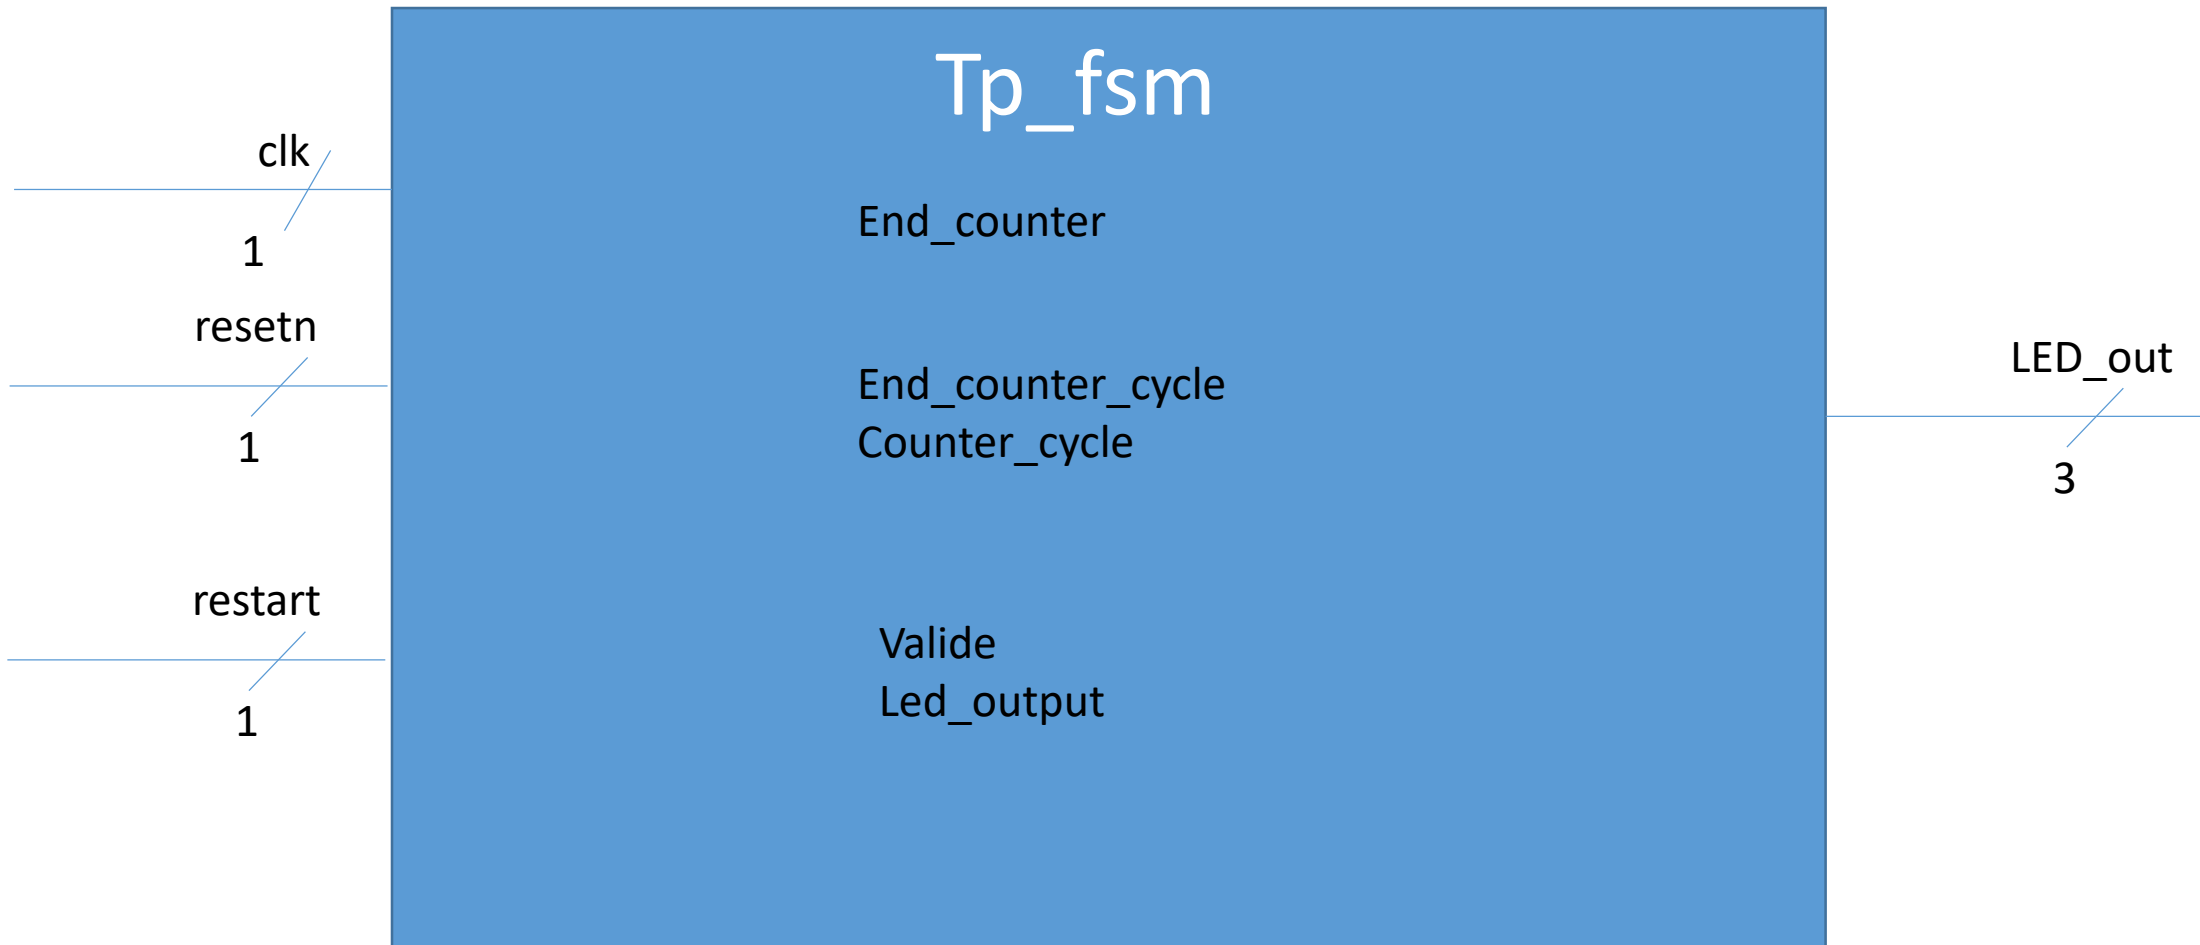 Tp_fsm
clk
1
resetn
1
restart
1
End_counter
End_counter_cycle
Counter_cycle
Valide
Led_output
LED_out
3